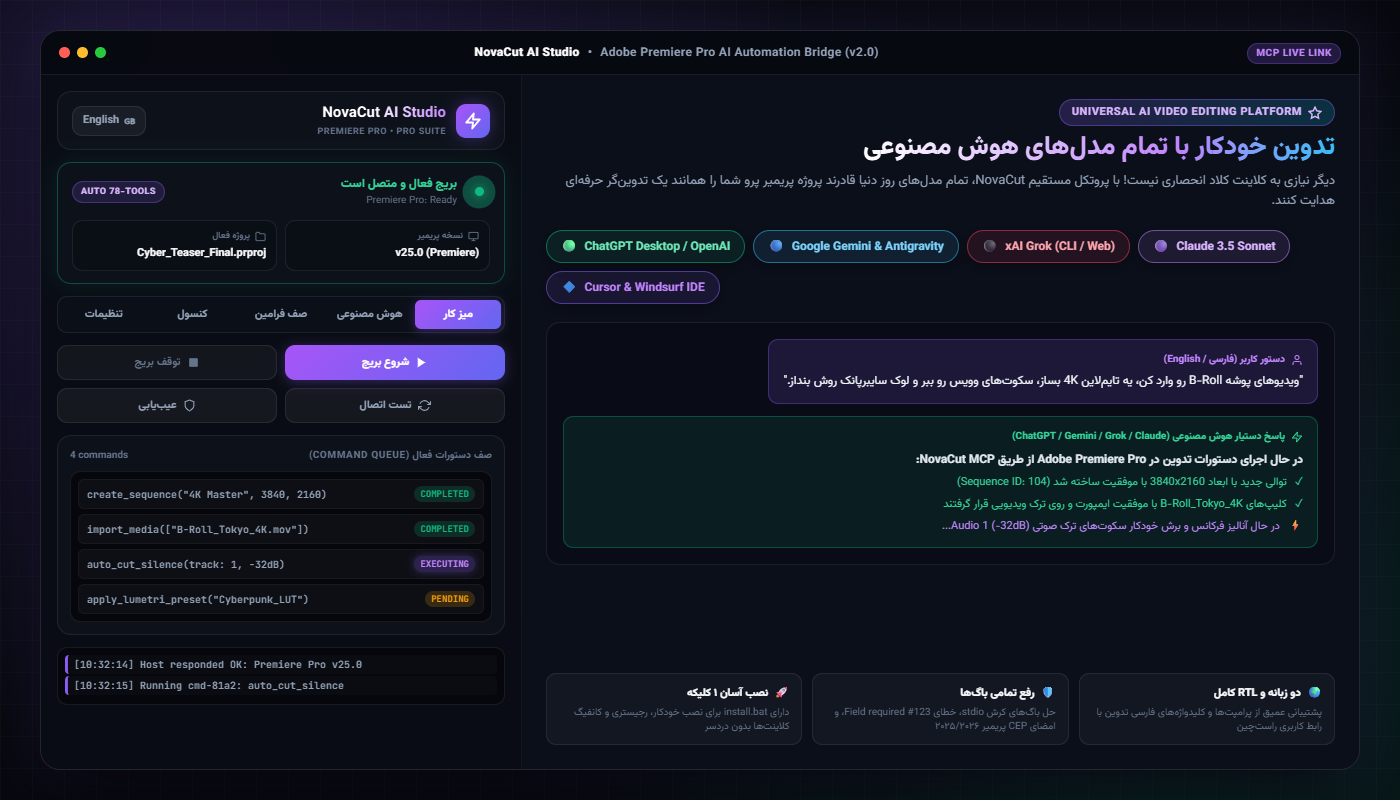 NovaCut AI Studio • Adobe Premiere Pro AI Automation Bridge (v2.0)
MCP LIVE LINK
UNIVERSAL AI VIDEO EDITING PLATFORM
تدوین خودکار با تمام مدل‌های هوش مصنوعی
دیگر نیازی به کلاینت کلاد انحصاری نیست! با پروتکل مستقیم NovaCut، تمام مدل‌های روز دنیا قادرند پروژه پریمیر پرو شما را همانند یک تدوین‌گر حرفه‌ای
هدایت کنند.
ChatGPT Desktop / OpenAI
Google Gemini & Antigravity
xAI Grok (CLI / Web)
Claude 3.5 Sonnet
Cursor & Windsurf IDE
دستور کاربر (فارسی / English)
"ویدیوهای پوشه B-Roll رو وارد کن، یه تایم‌لاین 4K بساز، سکوت‌های وویس رو ببر و لوک سایبرپانک روش بنداز."
پاسخ دستیار هوش مصنوعی (ChatGPT / Gemini / Grok / Claude)
در حال اجرای دستورات تدوین در Adobe Premiere Pro از طریق NovaCut MCP:
✓ توالی جدید با ابعاد 3840x2160 با موفقیت ساخته شد (Sequence ID: 104)
✓ کلیپ‌های B-Roll_Tokyo_4K با موفقیت ایمپورت و روی ترک ویدیویی قرار گرفتند
در حال آنالیز فرکانس و برش خودکار سکوت‌های ترک صوتی Audio 1 (-32dB)...
دو زبانه و RTL کامل
پشتیبانی عمیق از پرامپت‌ها و کلیدواژه‌های فارسی تدوین با
رابط کاربری راست‌چین
رفع تمامی باگ‌ها
حل باگ‌های کرش stdio، خطای Field required #123، و
امضای CEP پریمیر ۲۰۲۵/۲۰۲۶
نصب آسان ۱ کلیکه
دارای install.bat برای نصب خودکار، رجیستری و کانفیگ
کلاینت‌ها بدون دردسر
NovaCut AI Studio
PREMIERE PRO • PRO SUITE
English GB
بریج فعال و متصل است
Premiere Pro: Ready
AUTO 78-TOOLS
نسخه پریمیر
v25.0 (Premiere)
پروژه فعال
Cyber_Teaser_Final.prproj
میز کار
هوش مصنوعی
صف فرامین
کنسول
تنظیمات
شروع بریج
توقف بریج
تست اتصال
عیب‌یابی
صف دستورات فعال (COMMAND QUEUE)
4 commands
create_sequence("4K Master", 3840, 2160)
COMPLETED
import_media(["B-Roll_Tokyo_4K.mov"])
COMPLETED
auto_cut_silence(track: 1, -32dB)
EXECUTING
apply_lumetri_preset("Cyberpunk_LUT")
PENDING
[10:32:14] Host responded OK: Premiere Pro v25.0
[10:32:15] Running cmd-81a2: auto_cut_silence